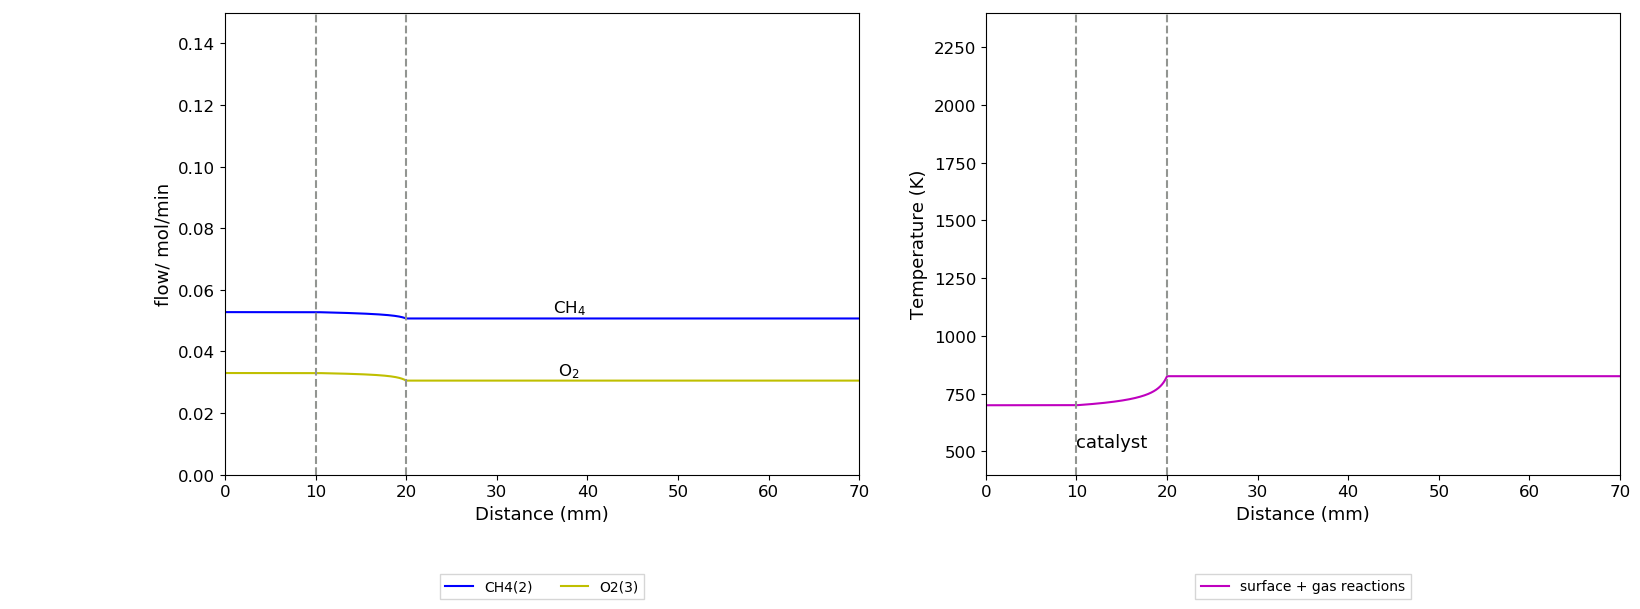 0.14
0.12
0.10
0.08
0.06
0.04
0.02
0.00
flow/ mol/min
CH₄
O₂
0 10 20 30 40 50 60 70
Distance (mm)
CH4(2) O2(3)
2250
2000
1750
1500
1250
1000
750
500
Temperature (K)
catalyst
0 10 20 30 40 50 60 70
Distance (mm)
surface + gas reactions